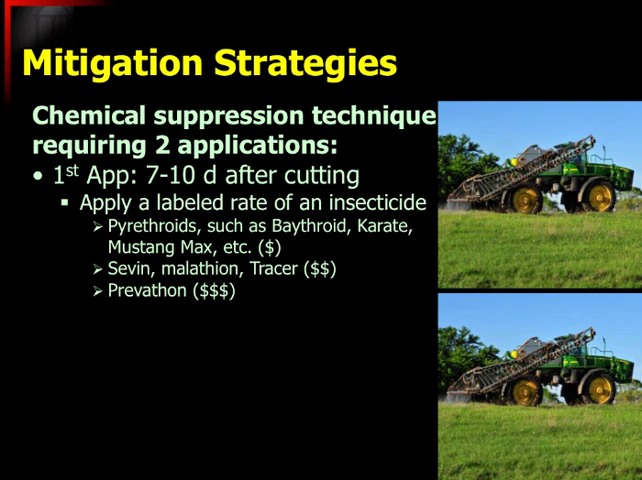 Mitigation Strategies
Chemical suppression technique
requiring 2 applications:
• 1st App: 7-10 d after cutting
▪ Apply a labeled rate of an insecticide
➢ Pyrethroids, such as Baythroid, Karate,
Mustang Max, etc. ($)
➢ Sevin, malathion, Tracer ($$)
➢ Prevathon ($$$)